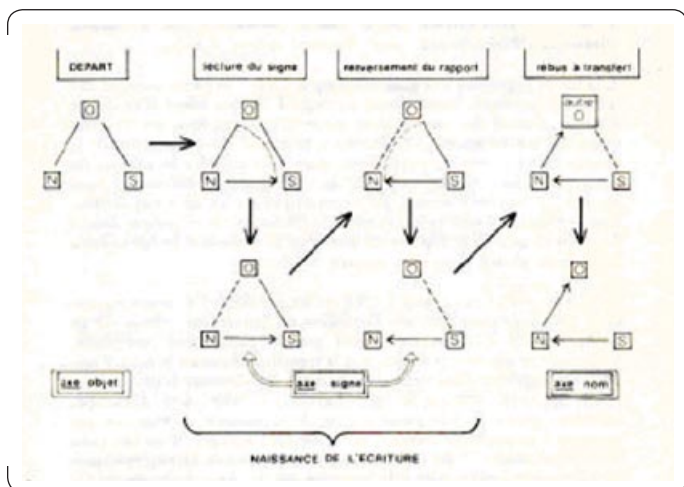 DEPART
lecture du signe
renversement du rapport
rébus à transfert
O
N S
O
N S
O
N S
autre
O
N S
O
N S
O
N S
O
N S
axe objet
axe signe
axe nom
NAISSANCE DE L'ECRITURE